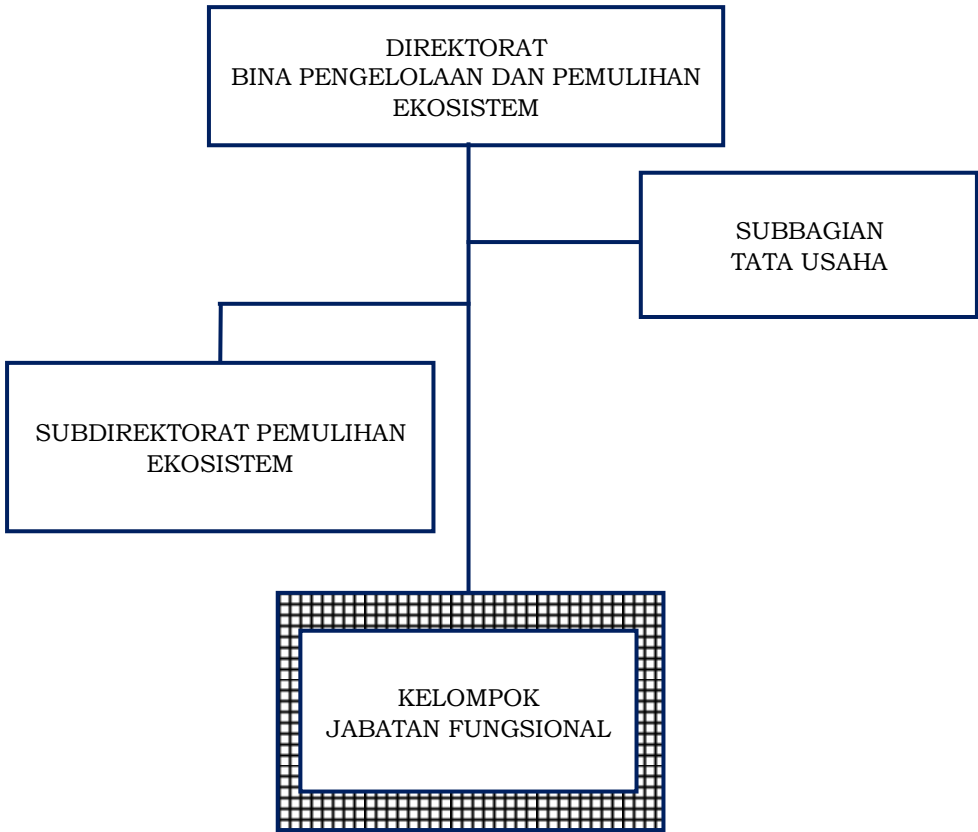 DIREKTORAT
BINA PENGELOLAAN DAN PEMULIHAN
EKOSISTEM
SUBBAGIAN
TATA USAHA
SUBDIREKTORAT PEMULIHAN
EKOSISTEM
KELOMPOK
JABATAN FUNGSIONAL